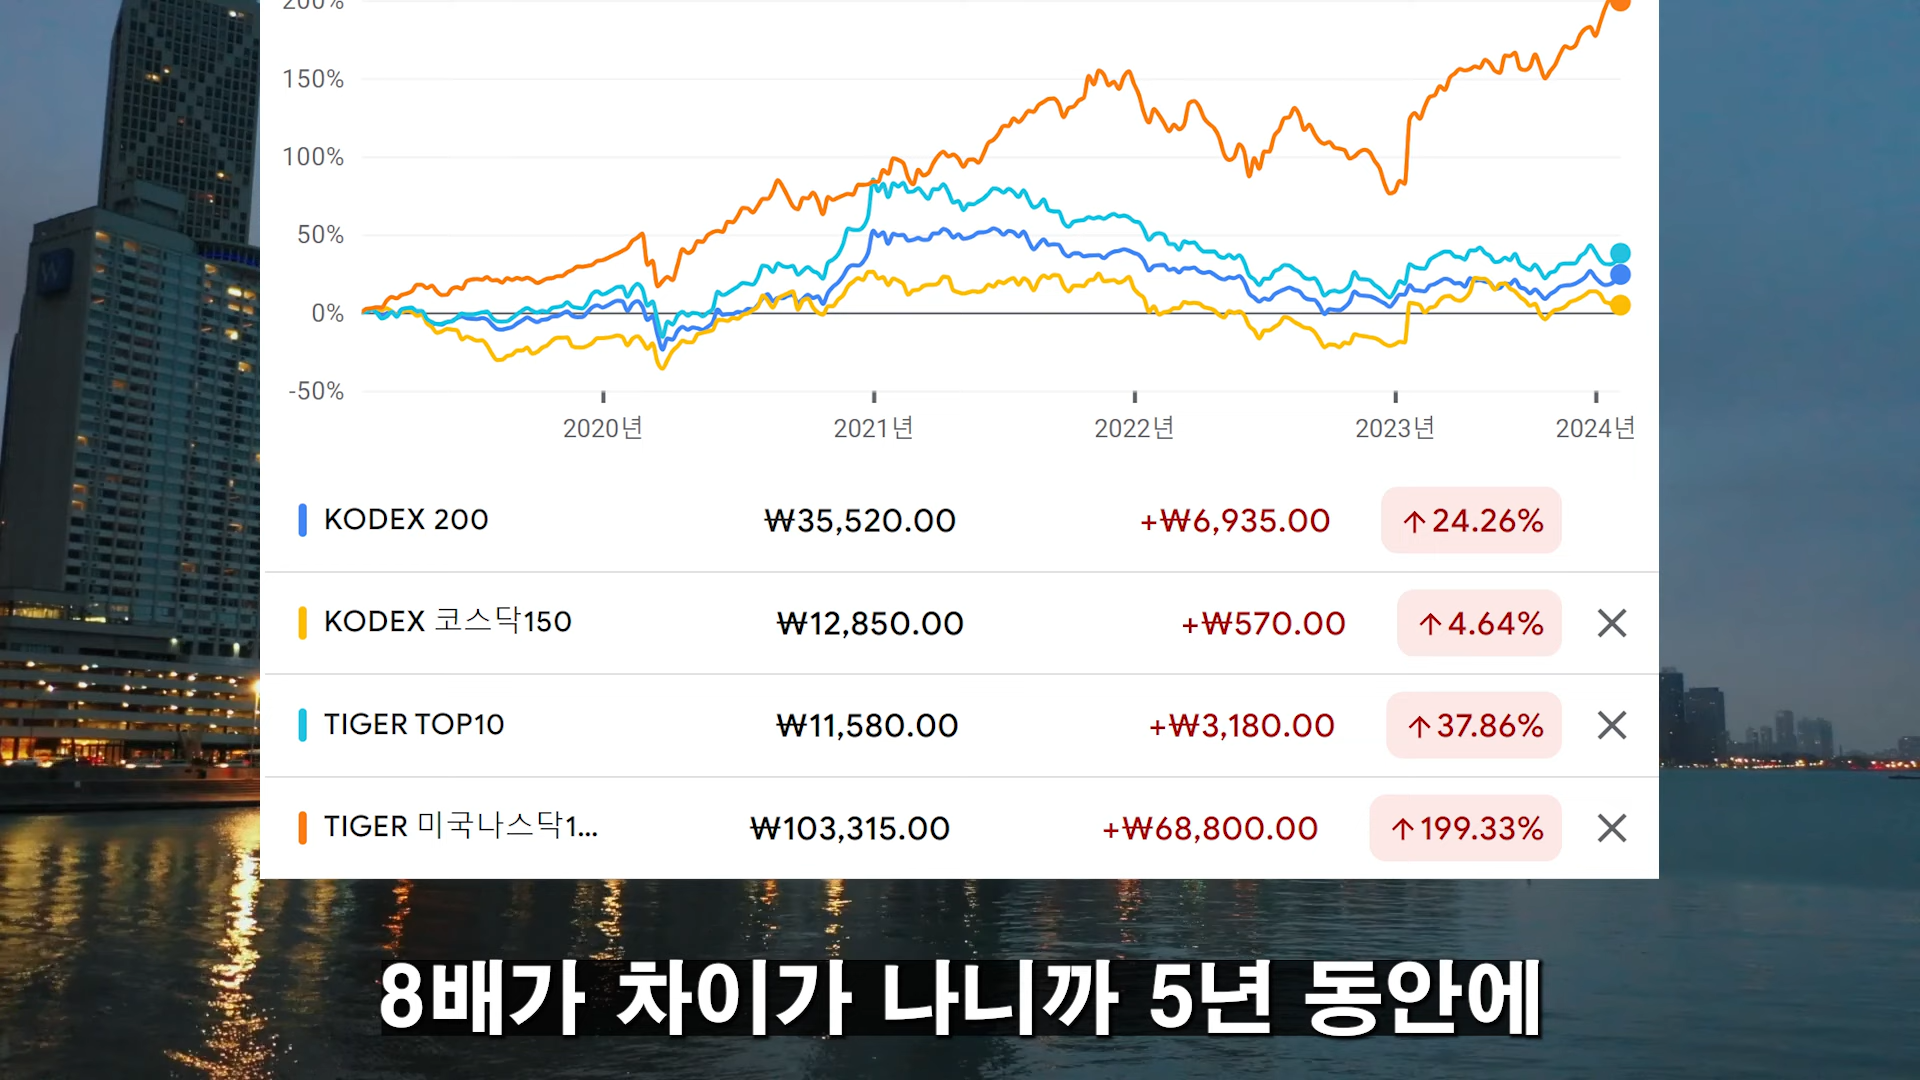 200%
150%
100%
50%
0%
-50%
2020년 2021년 2022년 2023년 2024년
KODEX 200 ₩35,520.00 +₩6,935.00 ↑24.26%
KODEX 코스닥150 ₩12,850.00 +₩570.00 ↑4.64%
TIGER TOP10 ₩11,580.00 +₩3,180.00 ↑37.86%
TIGER 미국나스닥1... ₩103,315.00 +₩68,800.00 ↑199.33%
8배가 차이가 나니까 5년 동안에
W